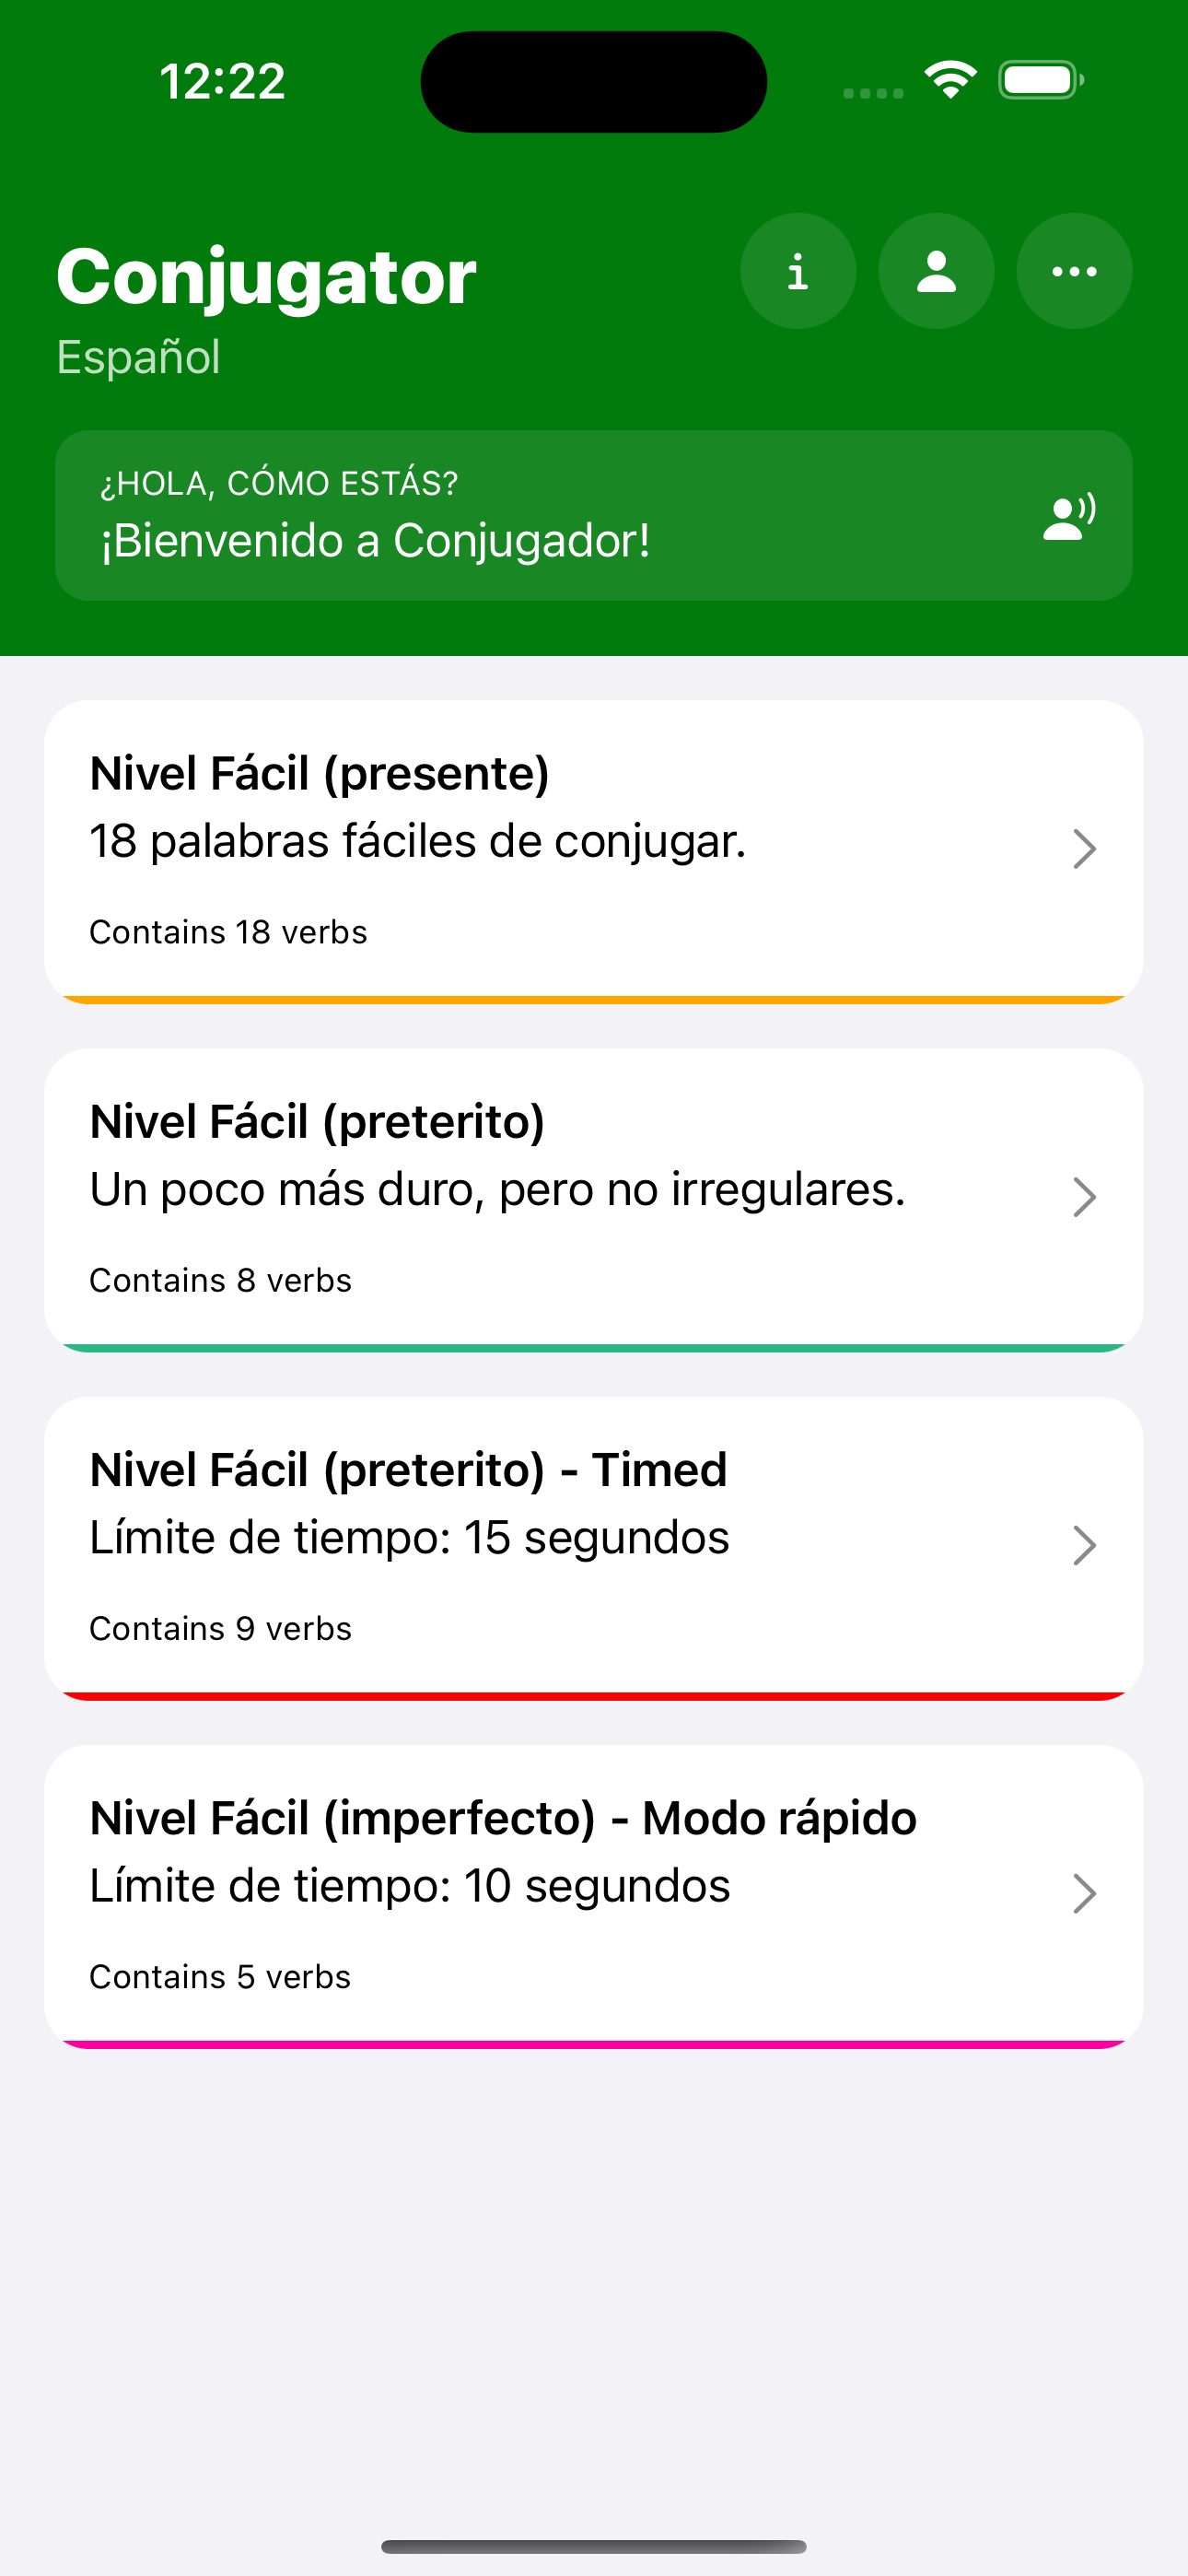 12:22
Conjugator
Español
¿HOLA, CÓMO ESTÁS?
¡Bienvenido a Conjugador!
Nivel Fácil (presente)
18 palabras fáciles de conjugar.
Contains 18 verbs
Nivel Fácil (preterito)
Un poco más duro, pero no irregulares.
Contains 8 verbs
Nivel Fácil (preterito) - Timed
Límite de tiempo: 15 segundos
Contains 9 verbs
Nivel Fácil (imperfecto) - Modo rápido
Límite de tiempo: 10 segundos
Contains 5 verbs